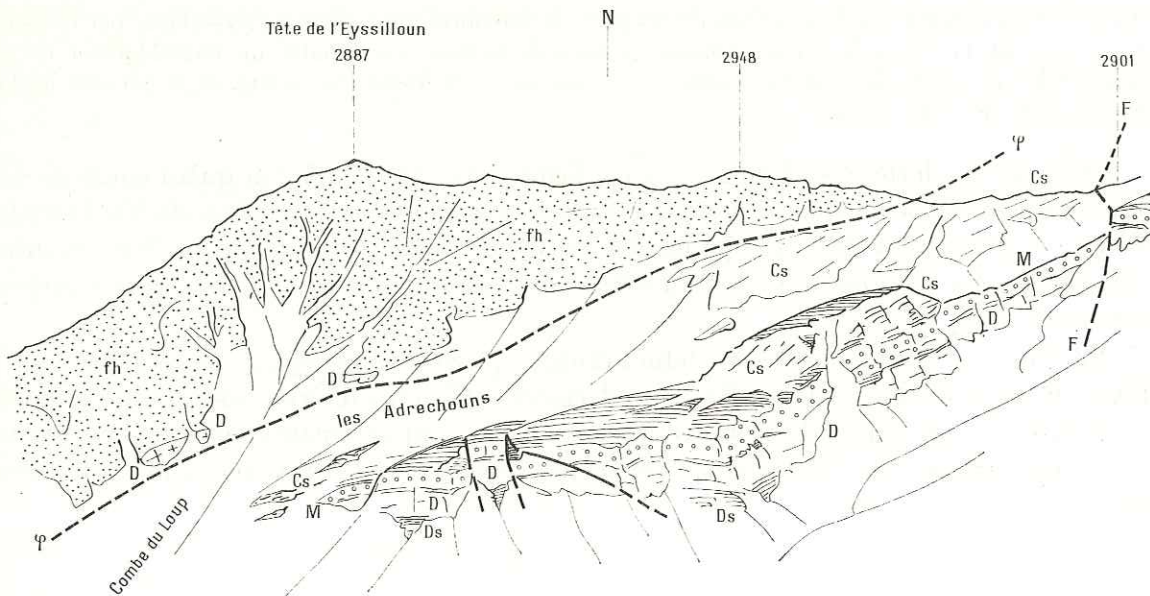 N
Tête de l'Eyssilloun
2887
2948
2901
F
φ
Cs
fh
Cs
M
Cs
D
fh
D
F
les Adrechouns
Cs
D
D
D
Cs
D
M
D
Ds
Ds
φ
Combe du Loup